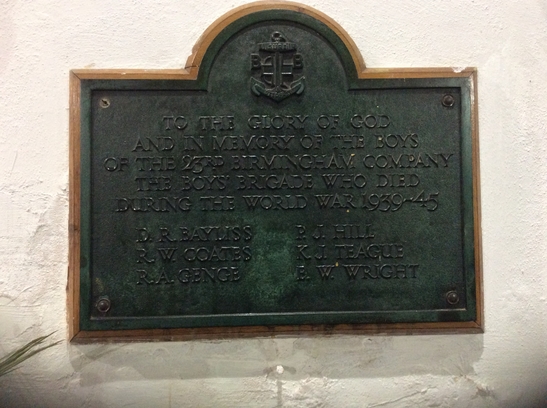 B B
TO THE GLORY OF GOD
AND IN MEMORY OF THE BOYS
OF THE 23RD BIRMINGHAM COMPANY
THE BOYS' BRIGADE WHO DIED
DURING THE WORLD WAR 1939-45
D. R. BAYLISS P. J. HILL
R. W. COATES K. J. TEAGUE
R. A. GENGE E. W. WRIGHT